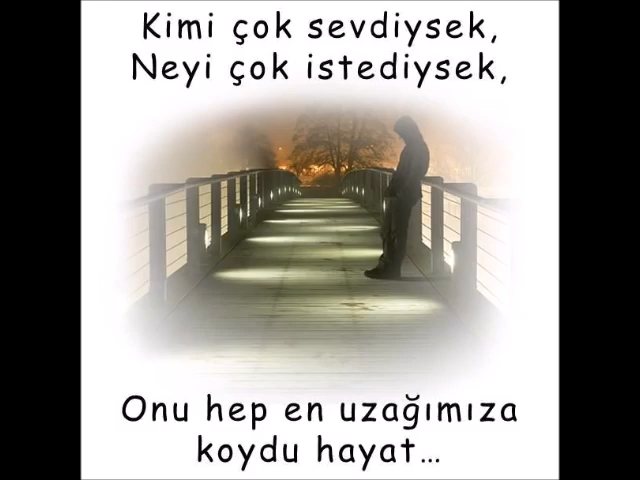 Kimi çok sevdiysek,
Neyi çok istediysek,
Onu hep en uzağımıza
koydu hayat...